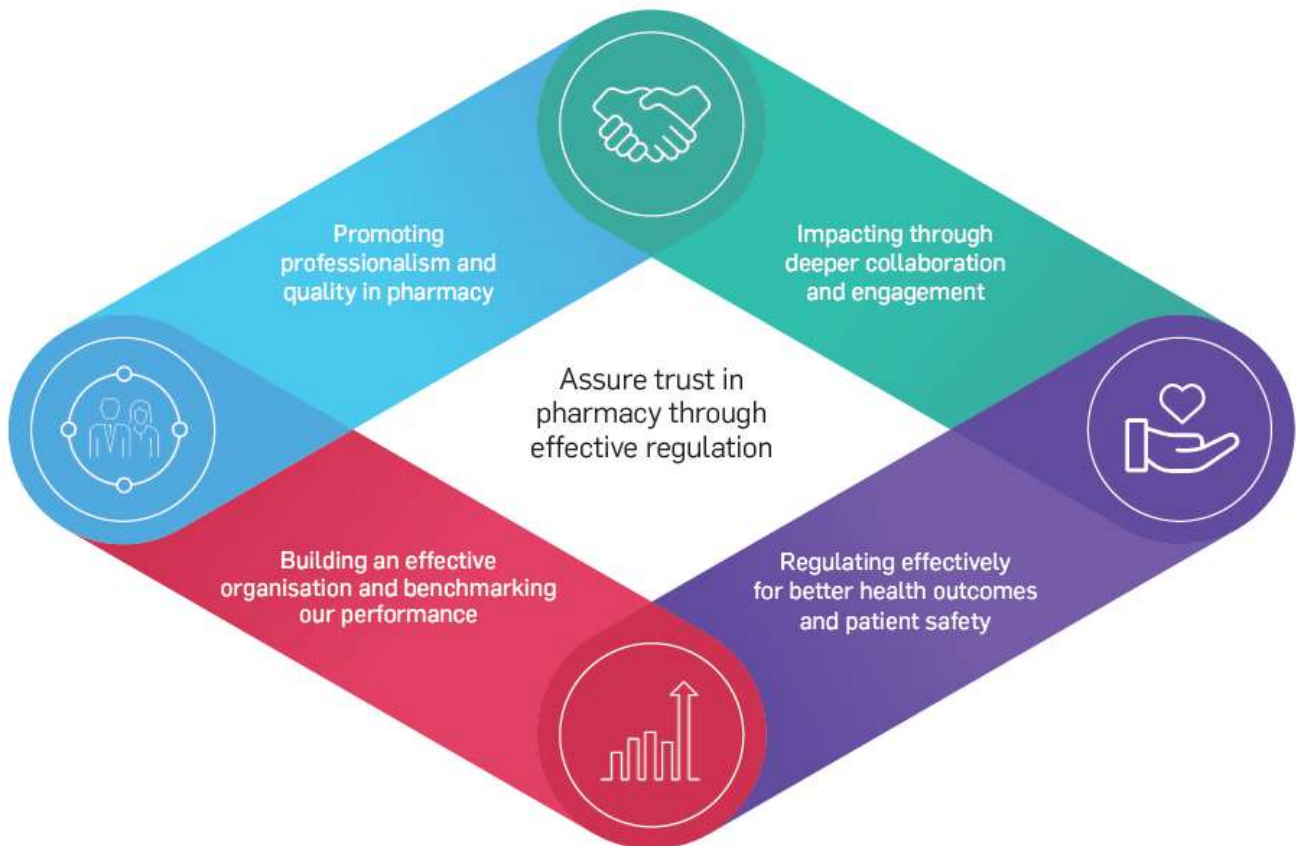 Promoting
professionalism and
quality in pharmacy
Impacting through
deeper collaboration
and engagement
Assure trust in
pharmacy through
effective regulation
Building an effective
organisation and benchmarking
our performance
Regulating effectively
for better health outcomes
and patient safety